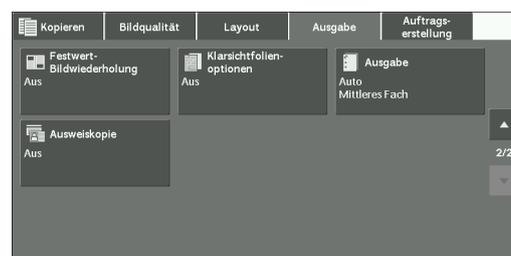 Kopieren
Bildqualität
Layout
Ausgabe
Auftrags-
erstellung
Festwert-
Bildwiederholung
Aus
Klarsichtfolien-
optionen
Aus
Ausgabe
Auto
Mittleres Fach
Ausweiskopie
Aus
2/2